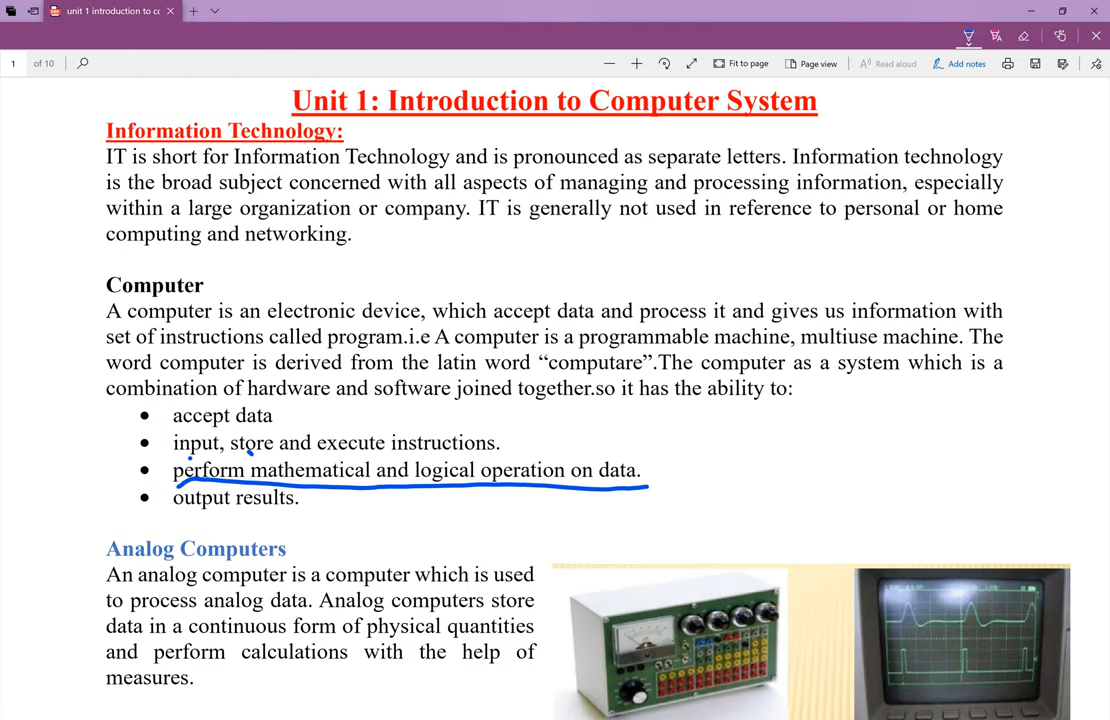 unit 1 introduction to cc
1 of 10 Fit to page Page view Read aloud Add notes
Unit 1: Introduction to Computer System
Information Technology:
IT is short for Information Technology and is pronounced as separate letters. Information technology
is the broad subject concerned with all aspects of managing and processing information, especially
within a large organization or company. IT is generally not used in reference to personal or home
computing and networking.
Computer
A computer is an electronic device, which accept data and process it and gives us information with
set of instructions called program.i.e A computer is a programmable machine, multiuse machine. The
word computer is derived from the latin word “computare”.The computer as a system which is a
combination of hardware and software joined together.so it has the ability to:
• accept data
• input, store and execute instructions.
• perform mathematical and logical operation on data.
• output results.
Analog Computers
An analog computer is a computer which is used
to process analog data. Analog computers store
data in a continuous form of physical quantities
and perform calculations with the help of
measures.